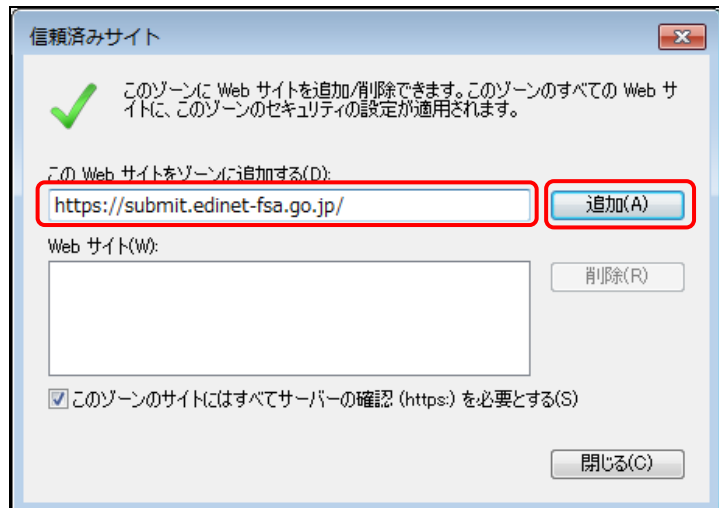 信頼済みサイト
このゾーンに Web サイトを追加/削除できます。このゾーンのすべての Web サ
イトに、このゾーンのセキュリティの設定が適用されます。
この Web サイトをゾーンに追加する(D):
https://submit.edinet-fsa.go.jp/
追加(A)
Web サイト(W):
削除(R)
このゾーンのサイトにはすべてサーバーの確認 (https:) を必要とする(S)
閉じる(C)